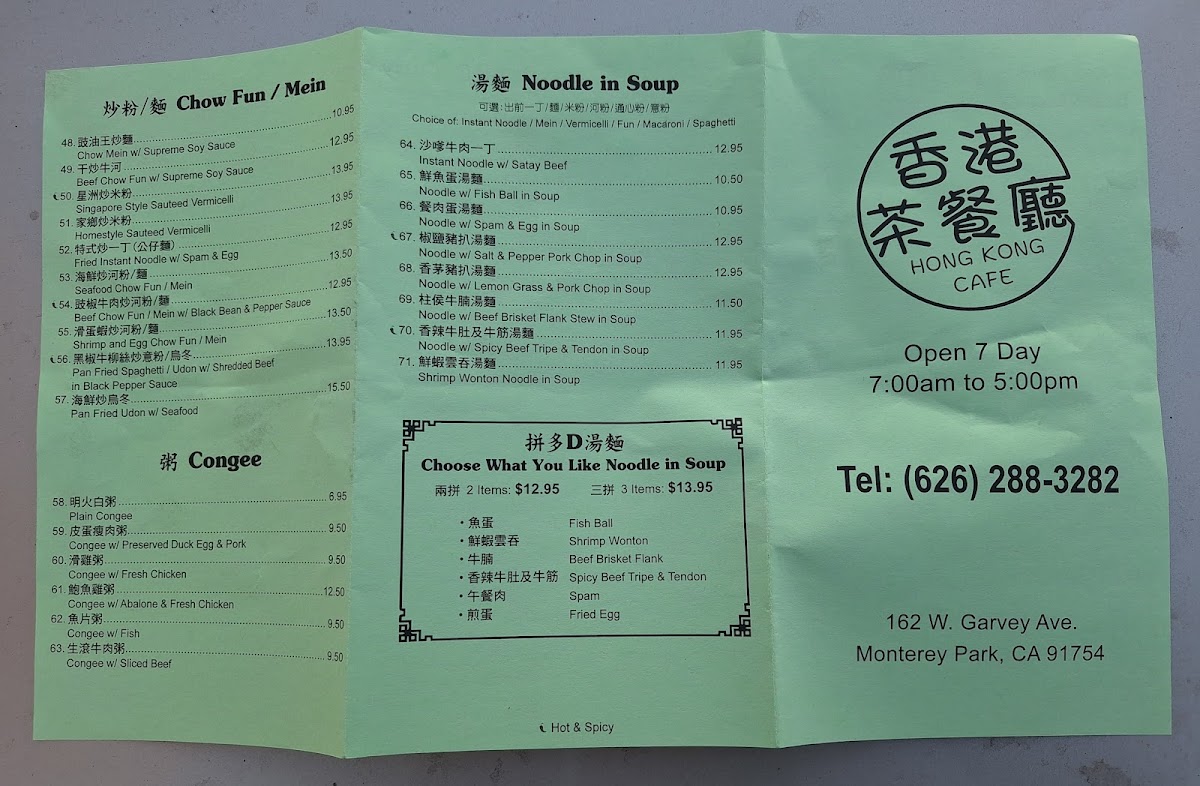 炒粉/麵 Chow Fun / Mein
48. 豉油王炒麵 10.95
Chow Mein w/ Supreme Soy Sauce
49. 干炒牛河 12.95
Beef Chow Fun w/ Supreme Soy Sauce
50. 星洲炒米粉 13.95
Singapore Style Sauteed Vermicelli
51. 家鄉炒米粉 13.95
Homestyle Sauteed Vermicelli
52. 特式炒一丁(公仔麵) 12.95
Fried Instant Noodle w/ Spam & Egg
53. 海鮮炒河粉/麵 13.50
Seafood Chow Fun / Mein
54. 豉椒牛肉炒河粉/麵 12.95
Beef Chow Fun / Mein w/ Black Bean & Pepper Sauce
55. 滑蛋蝦炒河粉/麵 13.50
Shrimp and Egg Chow Fun / Mein
56. 黑椒牛柳絲炒意粉/烏冬 13.95
Pan Fried Spaghetti / Udon w/ Shredded Beef
in Black Pepper Sauce
57. 海鮮炒烏冬 15.50
Pan Fried Udon w/ Seafood
粥 Congee
58. 明火白粥 6.95
Plain Congee
59. 皮蛋瘦肉粥 9.50
Congee w/ Preserved Duck Egg & Pork
60. 滑雞粥 9.50
Congee w/ Fresh Chicken
61. 鮑魚雞粥 12.50
Congee w/ Abalone & Fresh Chicken
62. 魚片粥 9.50
Congee w/ Fish
63. 生滾牛肉粥 9.50
Congee w/ Sliced Beef
湯麵 Noodle in Soup
可選:出前一丁/麵/米粉/河粉/通心粉/意粉
Choice of: Instant Noodle / Mein / Vermicelli / Fun / Macaroni / Spaghetti
64. 沙嗲牛肉一丁 12.95
Instant Noodle w/ Satay Beef
65. 鮮魚蛋湯麵 10.50
Noodle w/ Fish Ball in Soup
66. 餐肉蛋湯麵 10.95
Noodle w/ Spam & Egg in Soup
67. 椒鹽豬扒湯麵 12.95
Noodle w/ Salt & Pepper Pork Chop in Soup
68. 香茅豬扒湯麵 12.95
Noodle w/ Lemon Grass & Pork Chop in Soup
69. 柱侯牛腩湯麵 11.50
Noodle w/ Beef Brisket Flank Stew in Soup
70. 香辣牛肚及牛筋湯麵 11.95
Noodle w/ Spicy Beef Tripe & Tendon in Soup
71. 鮮蝦雲吞湯麵 11.95
Shrimp Wonton Noodle in Soup
拼多D湯麵
Choose What You Like Noodle in Soup
兩拼 2 Items: $12.95 三拼 3 Items: $13.95
・魚蛋 Fish Ball
・鮮蝦雲吞 Shrimp Wonton
・牛腩 Beef Brisket Flank
・香辣牛肚及牛筋 Spicy Beef Tripe & Tendon
・午餐肉 Spam
・煎蛋 Fried Egg
Hot & Spicy
香港
茶餐廳
HONG KONG
CAFE
Open 7 Day
7:00am to 5:00pm
Tel: (626) 288-3282
162 W. Garvey Ave.
Monterey Park, CA 91754